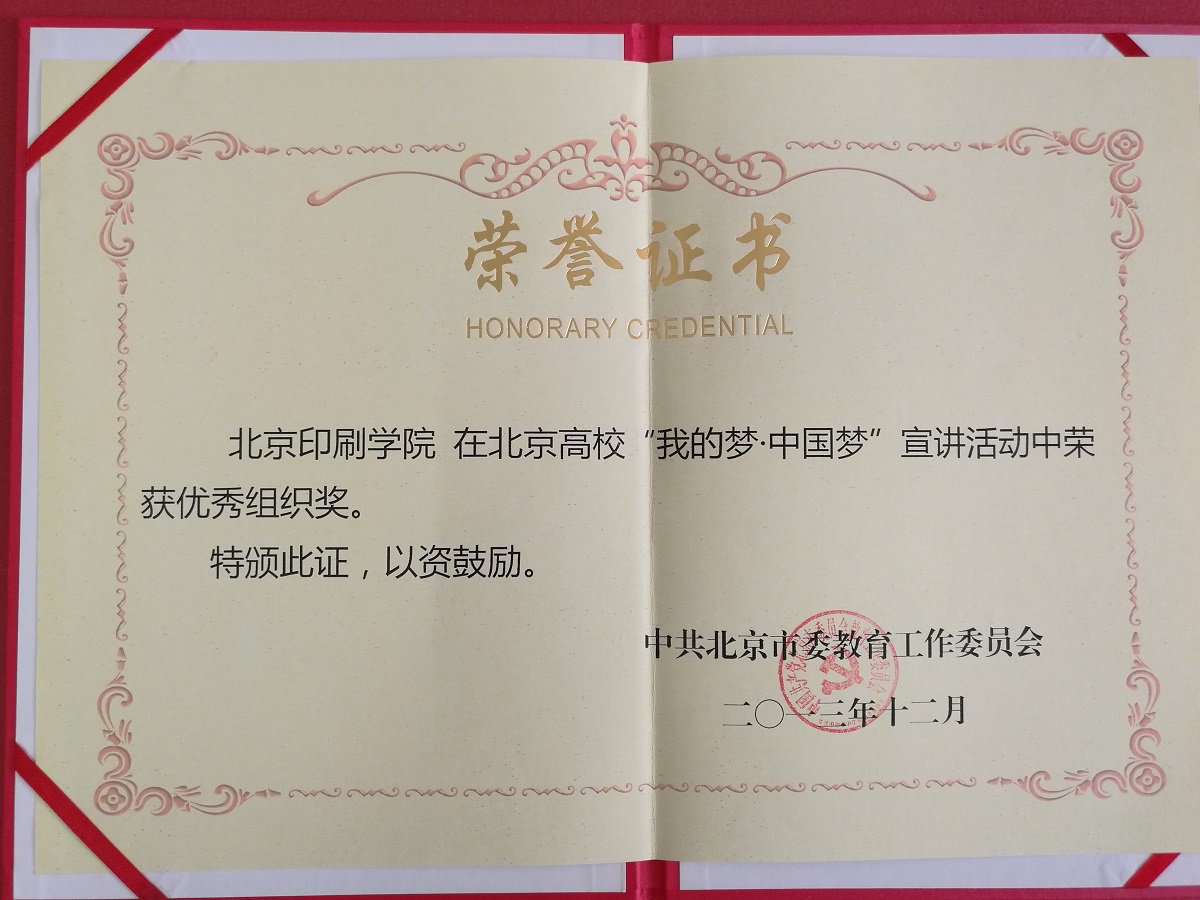 荣誉证书
HONORARY CREDENTIAL
北京印刷学院 在北京高校“我的梦·中国梦”宣讲活动中荣
获优秀组织奖。
特颁此证，以资鼓励。
中共北京市委教育工作委员会
二〇一三年十二月